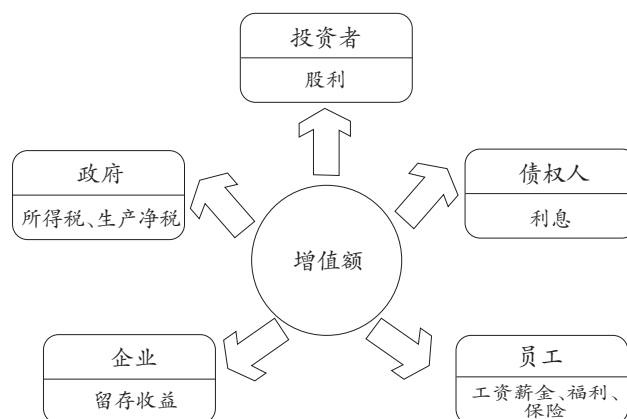 投资者
股利
政府
所得税、生产净税
债权人
利息
增值额
企业
留存收益
员工
工资薪金、福利、
保险